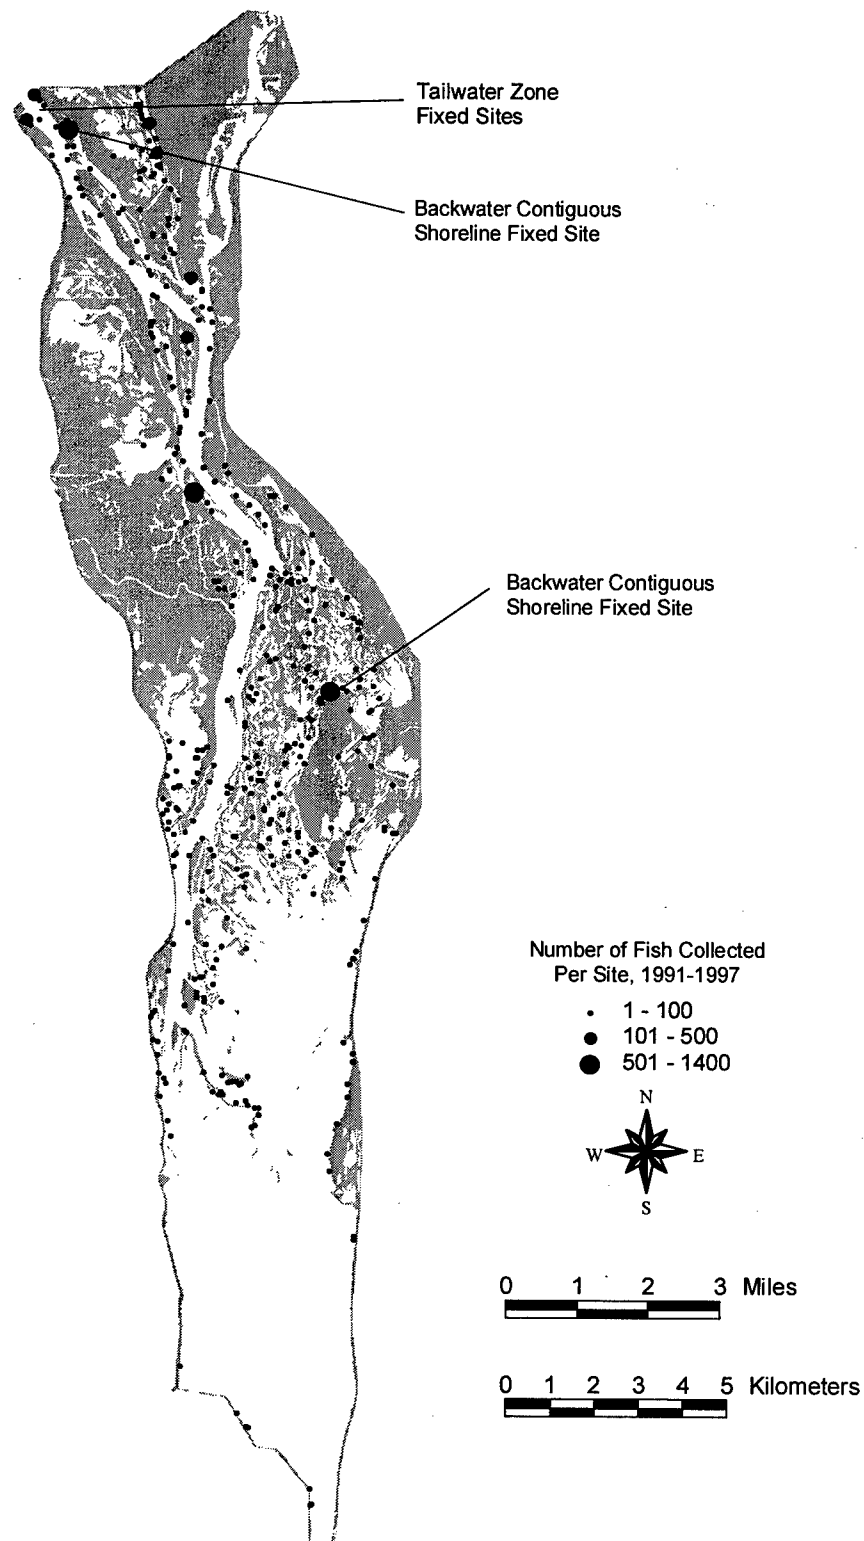 Tailwater Zone
Fixed Sites
Backwater Contiguous
Shoreline Fixed Site
Backwater Contiguous
Shoreline Fixed Site
Number of Fish Collected
Per Site, 1991-1997
1 - 100
101 - 500
501 - 1400
N
W E
S
0 1 2 3 Miles
0 1 2 3 4 5 Kilometers